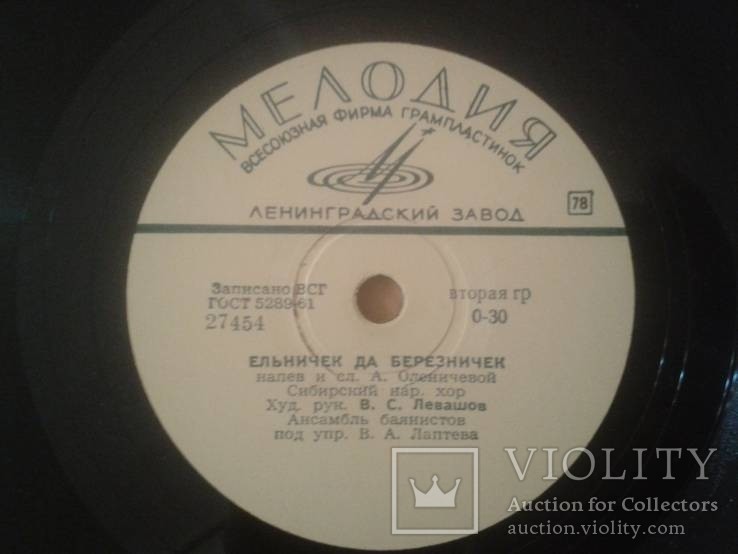 МЕЛОДИЯ
ВСЕСОЮЗНАЯ ФИРМА ГРАМПЛАСТИНОК
ЛЕНИНГРАДСКИЙ ЗАВОД
78
Записано ВСГ
ГОСТ 5289-61
27454
вторая гр
0-30
ЕЛЬНИЧЕК ДА БЕРЕЗНИЧЕК
напев и сл. А. Оленичевой
Сибирский нар. хор
Худ. рук. В. С. Левашов
Ансамбль баянистов
под упр. В. А. Лаптева
VIOLITY
Auction for Collectors
auction.violity.com